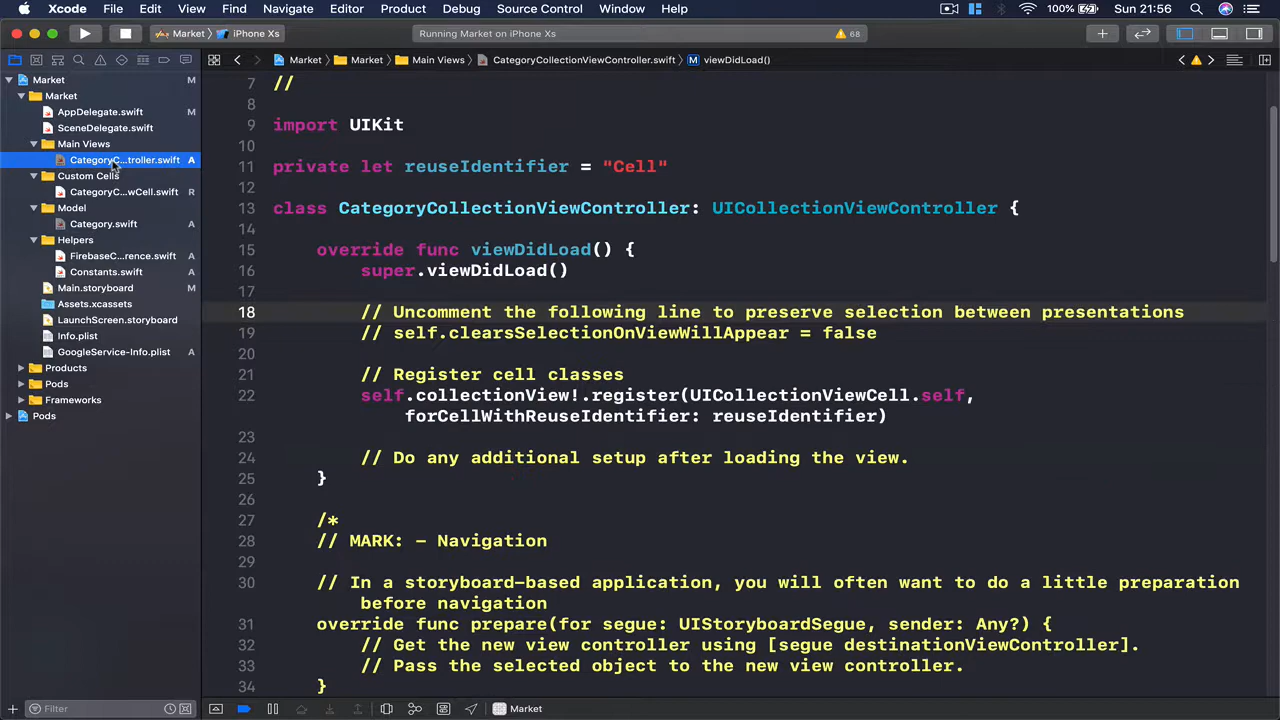 Xcode File Edit View Find Navigate Editor Product Debug Source Control Window Help 100% Sun 21:56
Market iPhone Xs Running Market on iPhone Xs 68
Market Market Main Views CategoryCollectionViewController.swift M viewDidLoad()
Market M
Market
AppDelegate.swift M
SceneDelegate.swift
Main Views
CategoryC...troller.swift A
Custom Cells
CategoryC...wCell.swift R
Model
Category.swift A
Helpers
FirebaseC...rence.swift A
Constants.swift A
Main.storyboard M
Assets.xcassets
LaunchScreen.storyboard
Info.plist
GoogleService-Info.plist A
Products
Pods
Frameworks
Pods
7 //
8
9 import UIKit
10
11 private let reuseIdentifier = "Cell"
12
13 class CategoryCollectionViewController: UICollectionViewController {
14
15 override func viewDidLoad() {
16 super.viewDidLoad()
17
18 // Uncomment the following line to preserve selection between presentations
19 // self.clearsSelectionOnViewWillAppear = false
20
21 // Register cell classes
22 self.collectionView!.register(UICollectionViewCell.self,
forCellWithReuseIdentifier: reuseIdentifier)
23
24 // Do any additional setup after loading the view.
25 }
26
27 /*
28 // MARK: - Navigation
29
30 // In a storyboard-based application, you will often want to do a little preparation
before navigation
31 override func prepare(for segue: UIStoryboardSegue, sender: Any?) {
32 // Get the new view controller using [segue destinationViewController].
33 // Pass the selected object to the new view controller.
34 }
Filter Market